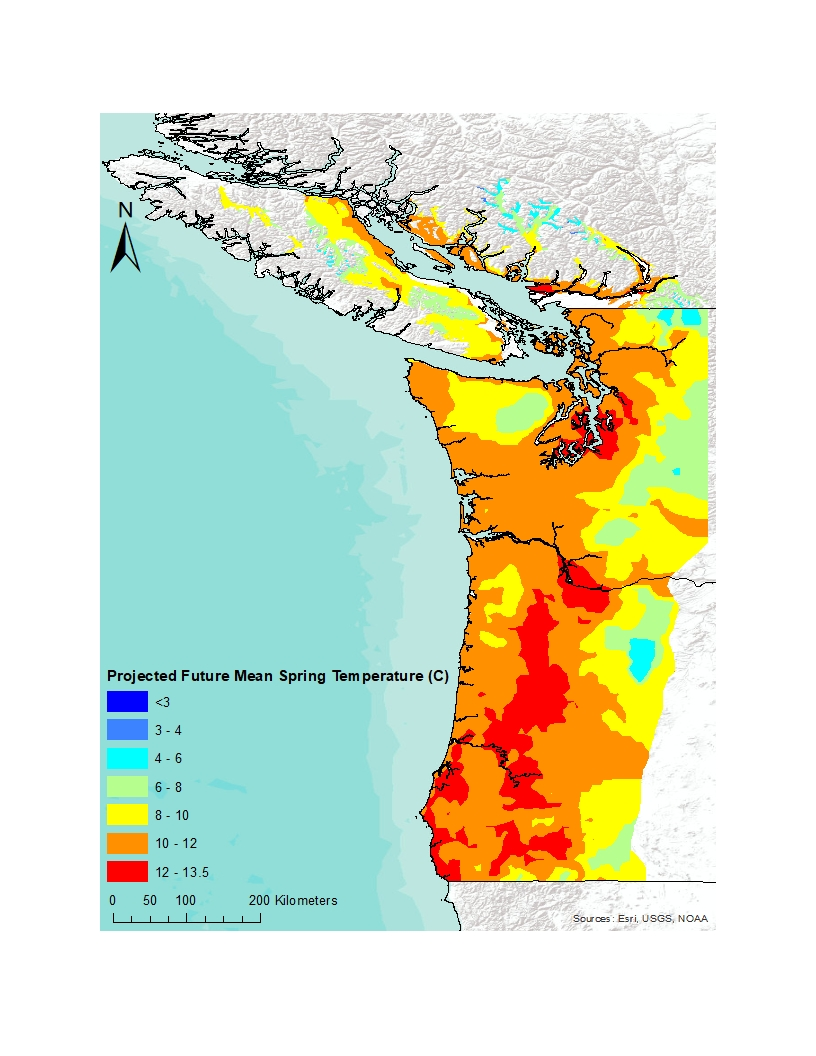 N
Projected Future Mean Spring Temperature (C)
<3
3 - 4
4 - 6
6 - 8
8 - 10
10 - 12
12 - 13.5
0 50 100 200 Kilometers
Sources: Esri, USGS, NOAA